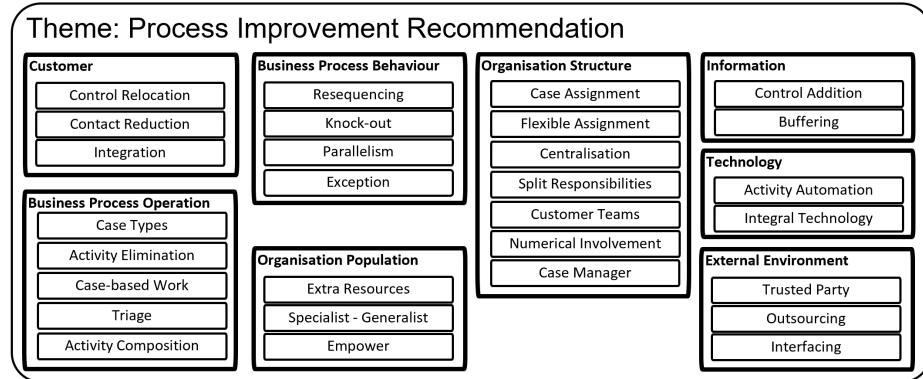 Theme: Process Improvement Recommendation
Customer
Control Relocation
Contact Reduction
Integration
Business Process Operation
Case Types
Activity Elimination
Case-based Work
Triage
Activity Composition
Business Process Behaviour
Resequencing
Knock-out
Parallelism
Exception
Organisation Population
Extra Resources
Specialist - Generalist
Empower
Organisation Structure
Case Assignment
Flexible Assignment
Centralisation
Split Responsibilities
Customer Teams
Numerical Involvement
Case Manager
Information
Control Addition
Buffering
Technology
Activity Automation
Integral Technology
External Environment
Trusted Party
Outsourcing
Interfacing